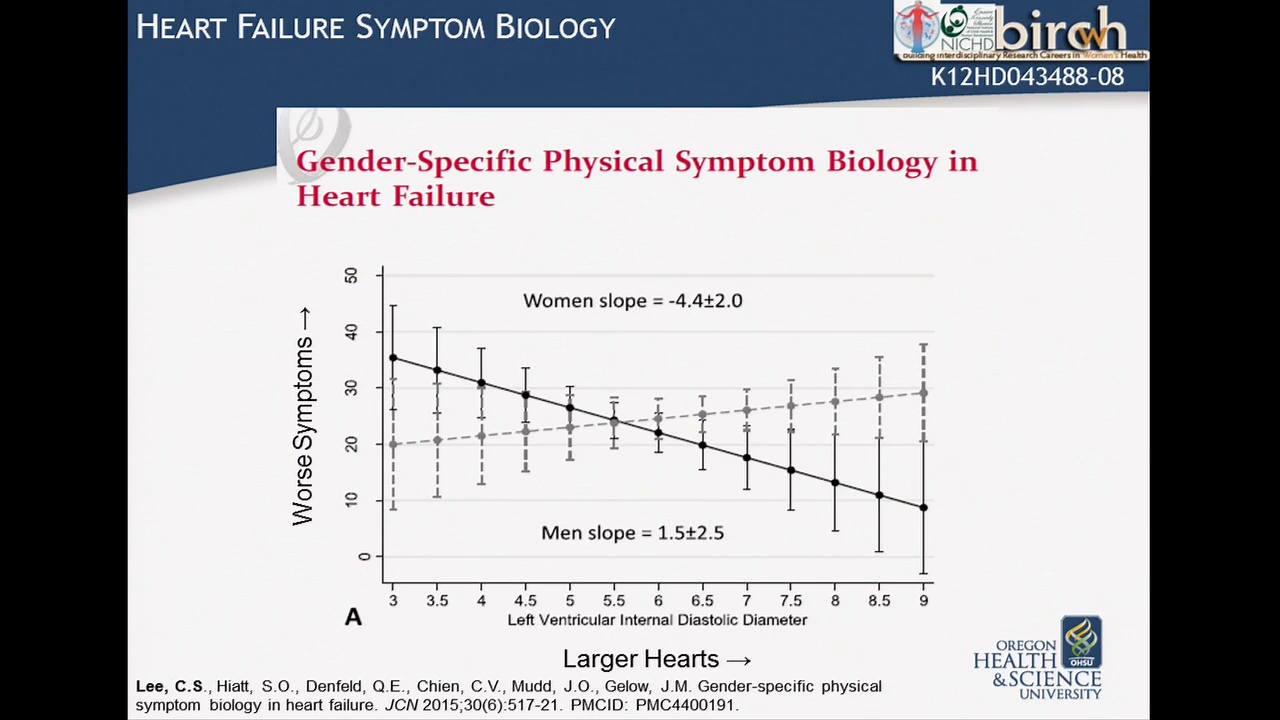 HEART FAILURE SYMPTOM BIOLOGY
NICHD
birch
Building Interdisciplinary Research Careers in Women's Health
K12HD043488-08
Gender-Specific Physical Symptom Biology in
Heart Failure
Worse Symptoms →
50
40
30
20
10
0
Women slope = -4.4±2.0
Men slope = 1.5±2.5
3 3.5 4 4.5 5 5.5 6 6.5 7 7.5 8 8.5 9
A
Left Ventricular Internal Diastolic Diameter
Larger Hearts →
OHSU
OREGON
HEALTH
& SCIENCE
UNIVERSITY
Lee, C.S., Hiatt, S.O., Denfeld, Q.E., Chien, C.V., Mudd, J.O., Gelow, J.M. Gender-specific physical
symptom biology in heart failure. JCN 2015;30(6):517-21. PMCID: PMC4400191.